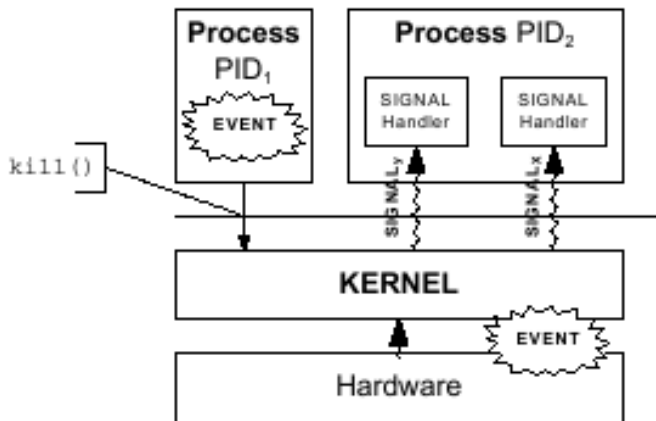 Process
PID₁
EVENT
Process PID₂
SIGNAL
Handler
SIGNAL
Handler
kill()
SIGNALy
SIGNALx
KERNEL
EVENT
Hardware